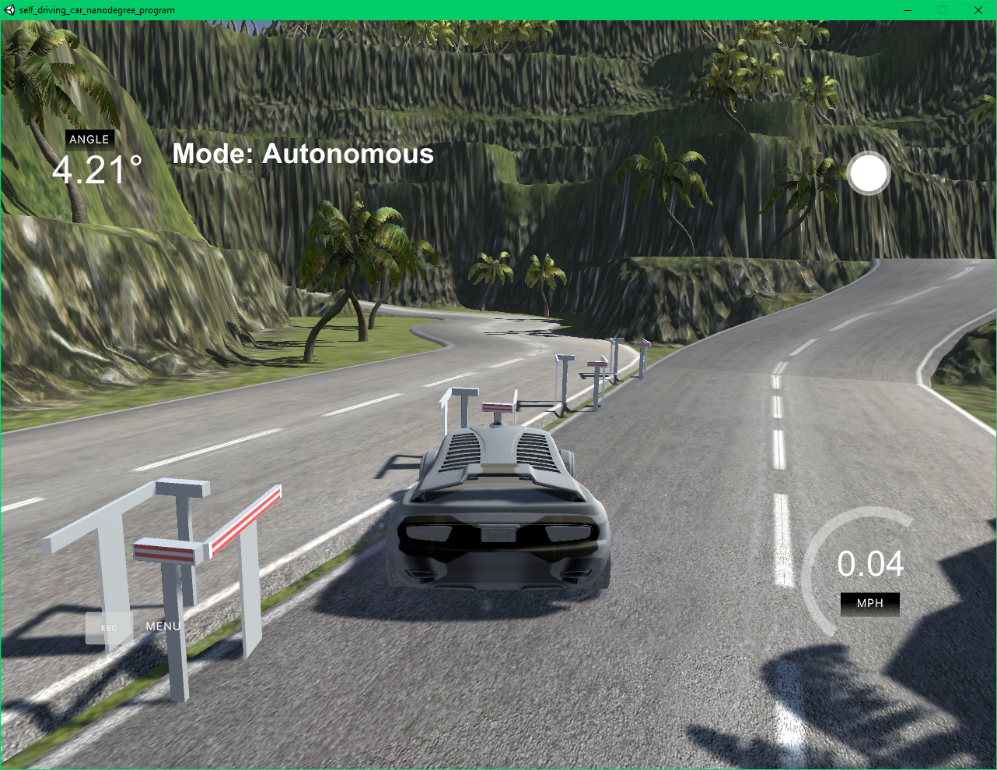 self_driving_car_nanodegree_program
ANGLE
4.21°
Mode: Autonomous
0.04
MPH
ESC
MENU